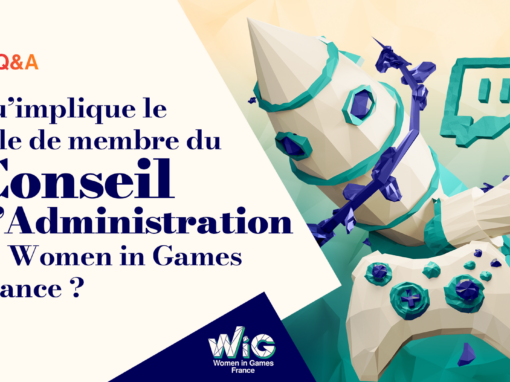 Q&A
u'implique le
le de membre du
Conseil
'Administration
Women in Games
ance ?
WiG
Women in Games
France